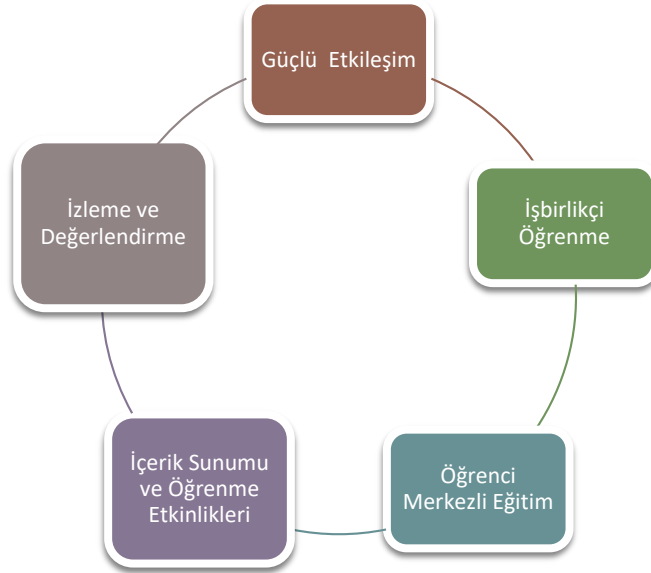 Güçlü Etkileşim
İşbirlikçi
Öğrenme
Öğrenci
Merkezli Eğitim
İçerik Sunumu
ve Öğrenme
Etkinlikleri
İzleme ve
Değerlendirme